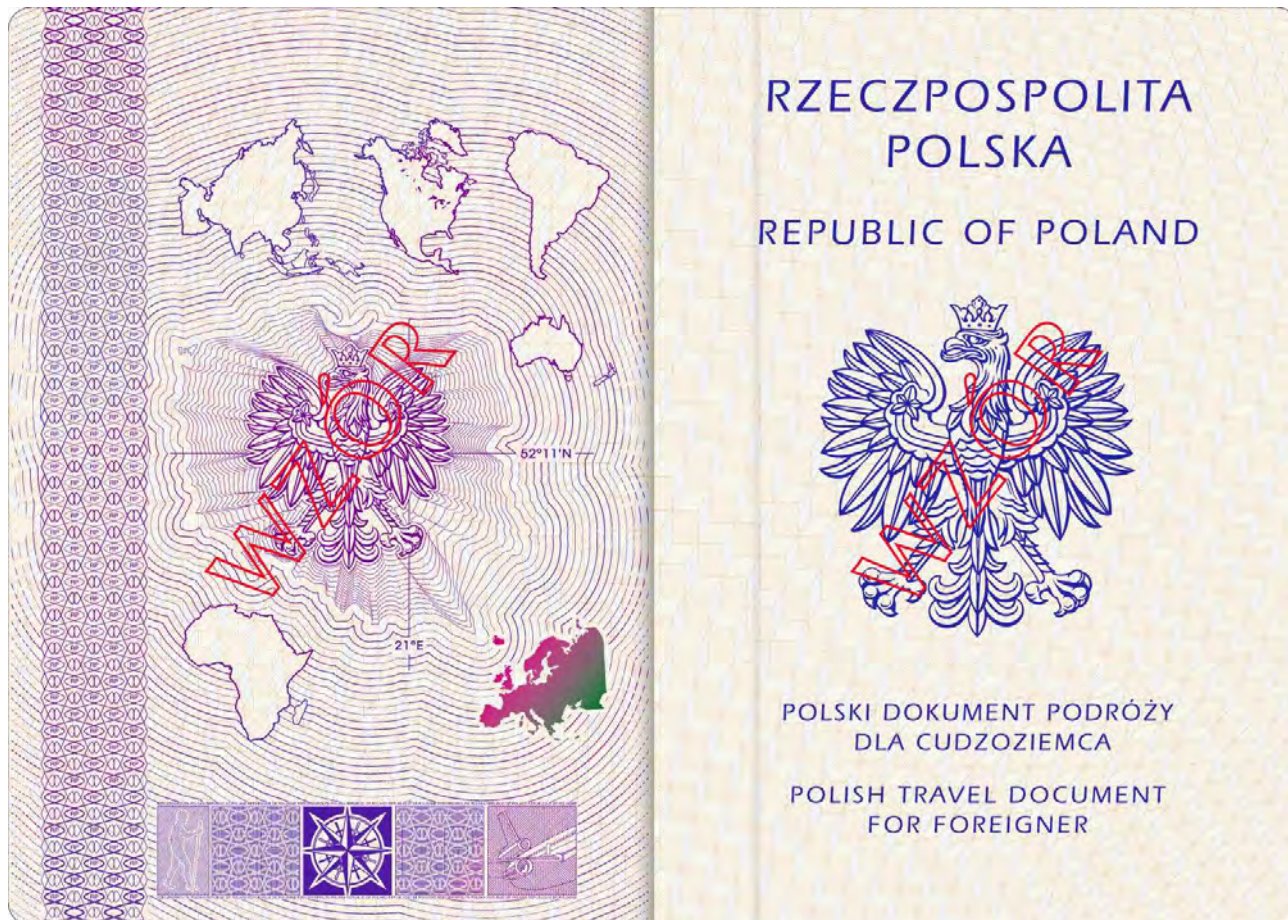 52°11'N
21°E
WZÓR
RZECZPOSPOLITA
POLSKA
REPUBLIC OF POLAND
WZÓR
POLSKI DOKUMENT PODRÓŻY
DLA CUDZOZIEMCA
POLISH TRAVEL DOCUMENT
FOR FOREIGNER